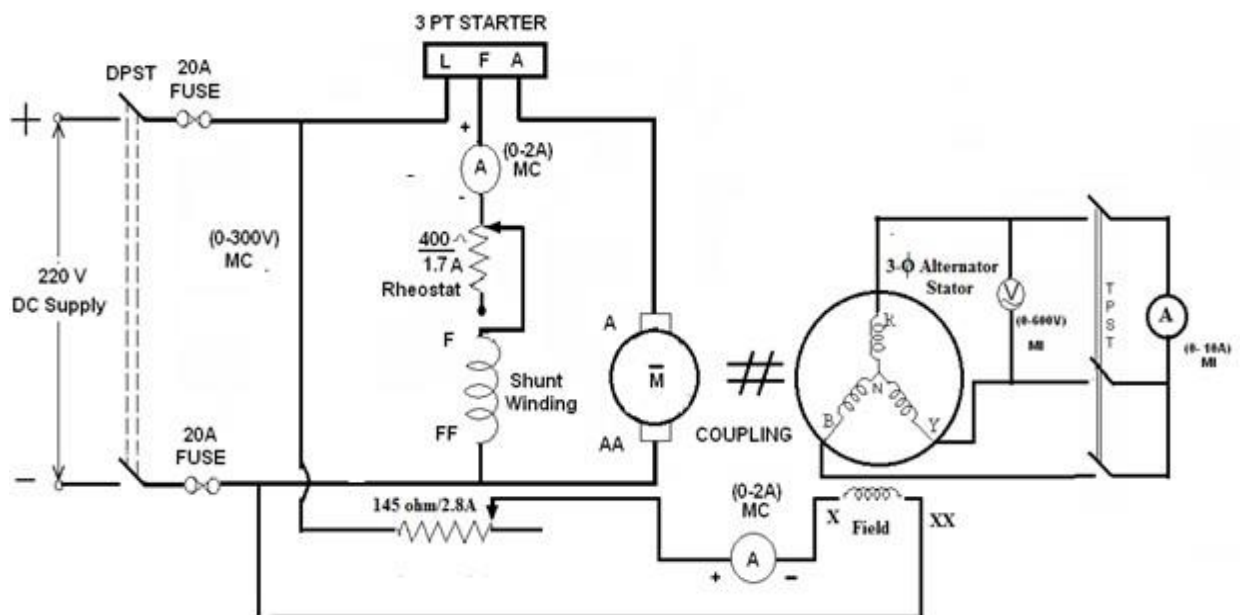 3 PT STARTER
L F A
DPST
20A
FUSE
+
+
(0-2A)
MC
A
-
(0-300V)
MC
400
1.7 A
Rheostat
220 V
DC Supply
3-ϕ Alternator
Stator
V
(0-600V)
MI
TPST
A
(0-10A)
MI
F
Shunt
Winding
FF
A
M
AA
COUPLING
R
N
B
Y
-
20A
FUSE
145 ohm/2.8A
(0-2A)
MC
X
Field
XX
+ A -